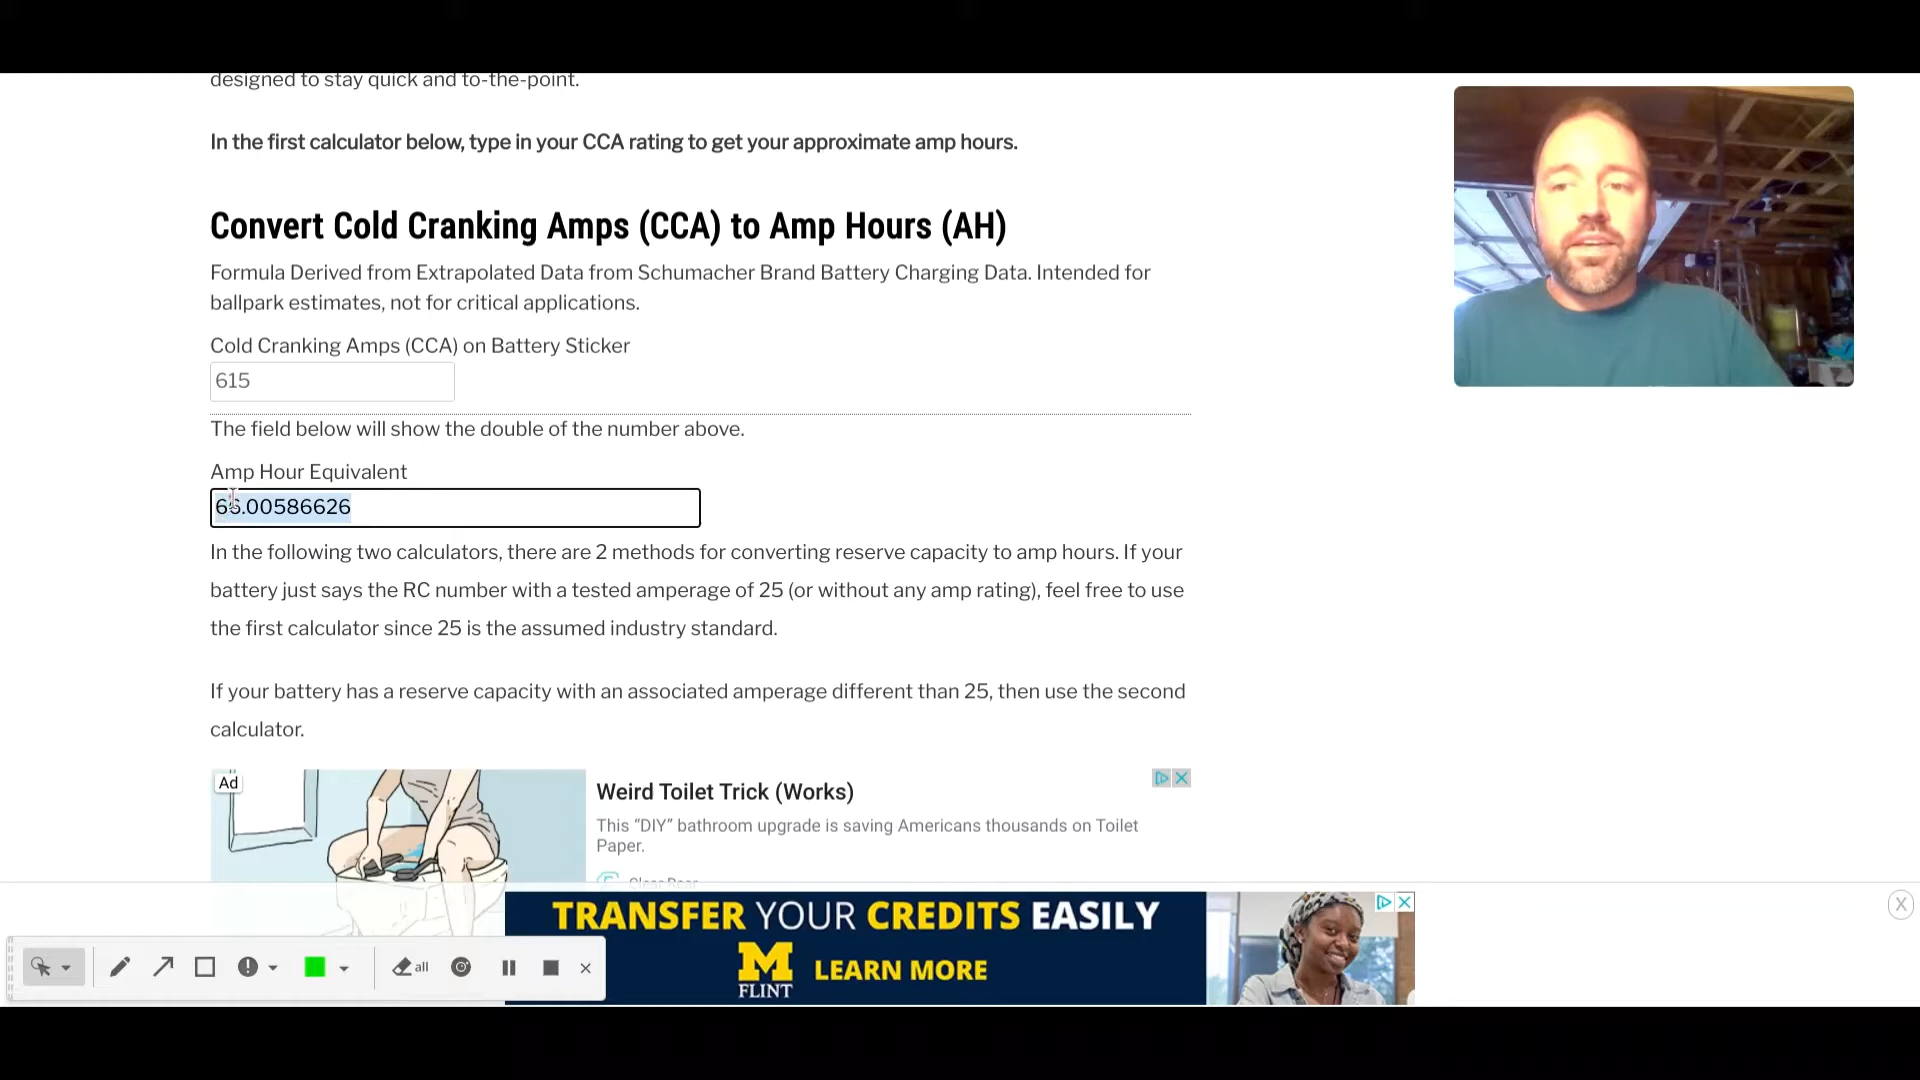 designed to stay quick and to-the-point.
In the first calculator below, type in your CCA rating to get your approximate amp hours.
Convert Cold Cranking Amps (CCA) to Amp Hours (AH)
Formula Derived from Extrapolated Data from Schumacher Brand Battery Charging Data. Intended for
ballpark estimates, not for critical applications.
Cold Cranking Amps (CCA) on Battery Sticker
615
The field below will show the double of the number above.
Amp Hour Equivalent
66.00586626
In the following two calculators, there are 2 methods for converting reserve capacity to amp hours. If your
battery just says the RC number with a tested amperage of 25 (or without any amp rating), feel free to use
the first calculator since 25 is the assumed industry standard.
If your battery has a reserve capacity with an associated amperage different than 25, then use the second
calculator.
Ad
Weird Toilet Trick (Works)
This “DIY” bathroom upgrade is saving Americans thousands on Toilet
Paper.
Clear Rear
TRANSFER YOUR CREDITS EASILY
M
FLINT
LEARN MORE
all